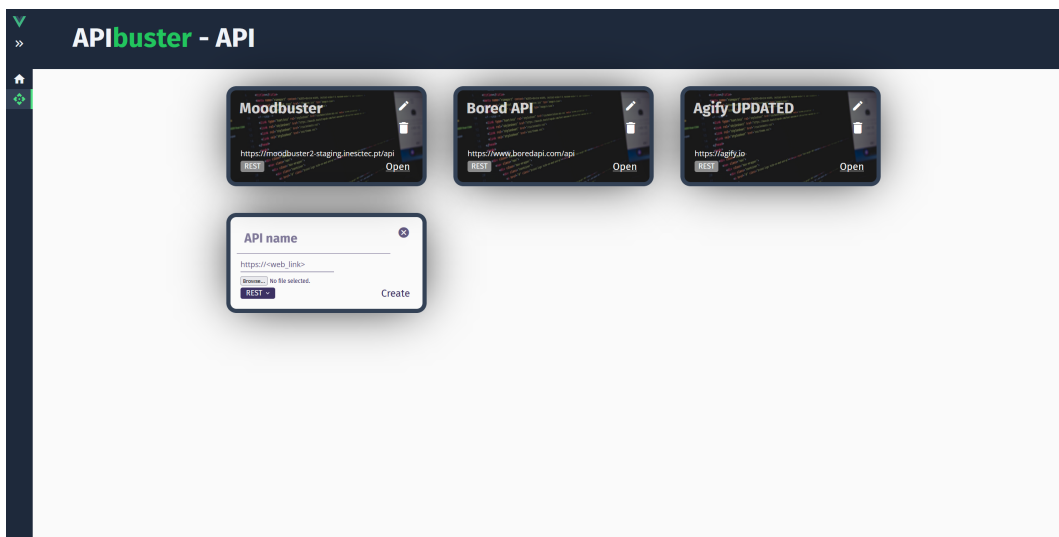 APIbuster - API
Moodbuster
https://moodbuster2-staging.inesctec.pt/api
REST
Open
Bored API
https://www.boredapi.com/api
REST
Open
Agify UPDATED
https://agify.io
REST
Open
API name
https://<web_link>
Browse... No file selected.
REST
Create